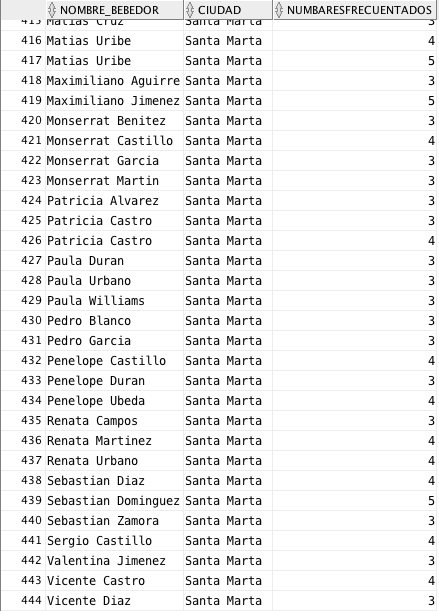 NOMBRE_BEBEDOR CIUDAD NUMBARESFRECUENTADOS
415 Matias Cruz Santa Marta 3
416 Matias Uribe Santa Marta 4
417 Matias Uribe Santa Marta 5
418 Maximiliano Aguirre Santa Marta 3
419 Maximiliano Jimenez Santa Marta 5
420 Monserrat Benitez Santa Marta 3
421 Monserrat Castillo Santa Marta 4
422 Monserrat Garcia Santa Marta 3
423 Monserrat Martin Santa Marta 3
424 Patricia Alvarez Santa Marta 3
425 Patricia Castro Santa Marta 3
426 Patricia Castro Santa Marta 4
427 Paula Duran Santa Marta 3
428 Paula Urbano Santa Marta 3
429 Paula Williams Santa Marta 3
430 Pedro Blanco Santa Marta 3
431 Pedro Garcia Santa Marta 3
432 Penelope Castillo Santa Marta 4
433 Penelope Duran Santa Marta 3
434 Penelope Ubeda Santa Marta 4
435 Renata Campos Santa Marta 3
436 Renata Martinez Santa Marta 4
437 Renata Urbano Santa Marta 4
438 Sebastian Diaz Santa Marta 4
439 Sebastian Dominguez Santa Marta 5
440 Sebastian Zamora Santa Marta 3
441 Sergio Castillo Santa Marta 4
442 Valentina Jimenez Santa Marta 3
443 Vicente Castro Santa Marta 4
444 Vicente Diaz Santa Marta 3